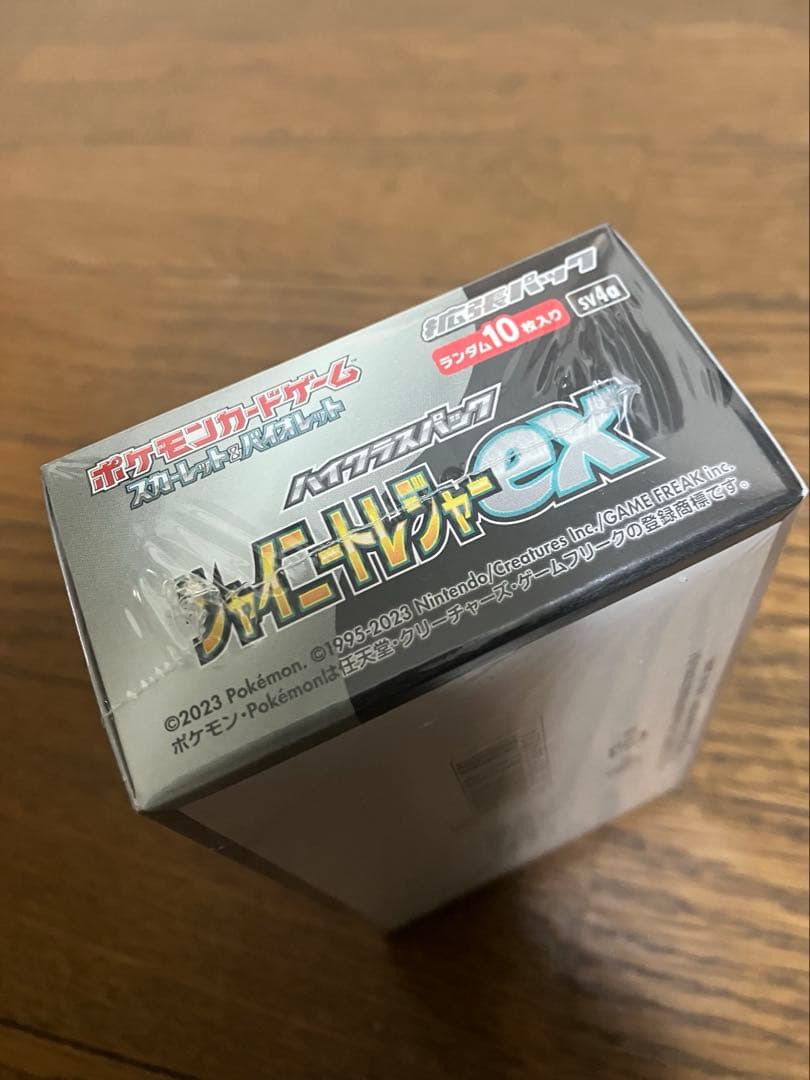 ポケモンカードゲーム
スカーレット&バイオレット
拡張パック
ランダム10枚入り
SV4a
ハイクラスパック
シャイニートレジャーex
©2023 Pokémon. ©1995-2023 Nintendo/Creatures Inc./GAME FREAK inc.
ポケモン・Pokémonは任天堂・クリーチャーズ・ゲームフリークの登録商標です。